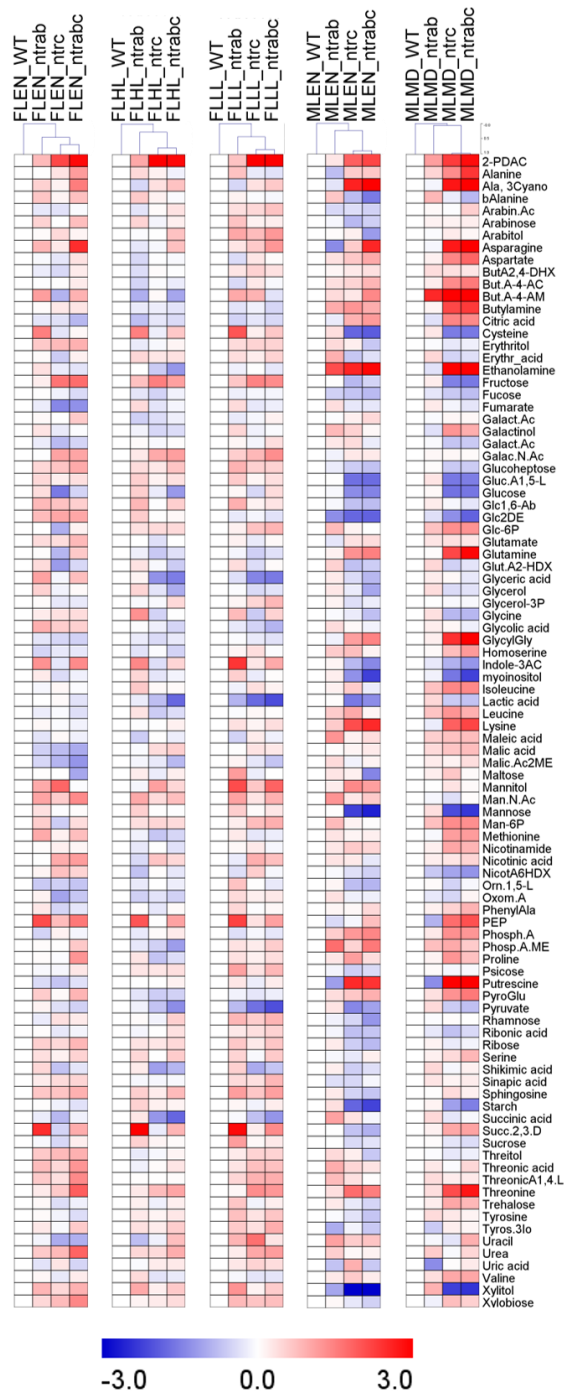 FLEN_WT
FLEN_ntrab
FLEN_ntrc
FLEN_ntrabc
FLHL_WT
FLHL_ntrab
FLHL_ntrc
FLHL_ntrabc
FLLL_WT
FLLL_ntrab
FLLL_ntrc
FLLL_ntrabc
MLEN_WT
MLEN_ntrab
MLEN_ntrc
MLEN_ntrabc
MLMD_WT
MLMD_ntrab
MLMD_ntrc
MLMD_ntrabc
2-PDAC
Alanine
Ala, 3Cyano
bAlanine
Arabin.Ac
Arabinose
Arabitol
Asparagine
Aspartate
ButA2,4-DHX
But.A-4-AC
But.A-4-AM
Butylamine
Citric acid
Cysteine
Erythritol
Erythr_acid
Ethanolamine
Fructose
Fucose
Fumarate
Galact.Ac
Galactinol
Galact.Ac
Galac.N.Ac
Glucoheptose
Gluc.A1,5-L
Glucose
Glc1,6-Ab
Glc2DE
Glc-6P
Glutamate
Glutamine
Glut.A2-HDX
Glyceric acid
Glycerol
Glycerol-3P
Glycine
Glycolic acid
GlycylGly
Homoserine
Indole-3AC
myoinositol
Isoleucine
Lactic acid
Leucine
Lysine
Maleic acid
Malic acid
Malic.Ac2ME
Maltose
Mannitol
Man.N.Ac
Mannose
Man-6P
Methionine
Nicotinamide
Nicotinic acid
NicotA6HDX
Orn.1,5-L
Oxom.A
PhenylAla
PEP
Phosph.A
Phosp.A.ME
Proline
Psicose
Putrescine
PyroGlu
Pyruvate
Rhamnose
Ribonic acid
Ribose
Serine
Shikimic acid
Sinapic acid
Sphingosine
Starch
Succinic acid
Succ.2,3.D
Sucrose
Threitol
Threonic acid
ThreonicA1,4.L
Threonine
Trehalose
Tyrosine
Tyros.3Io
Uracil
Urea
Uric acid
Valine
Xylitol
Xylobiose
-3.0 0.0 3.0